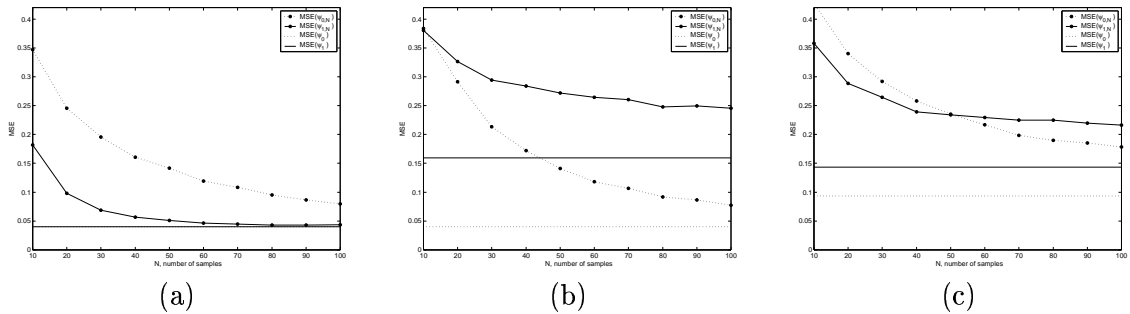 MSE(ψ0,N)
MSE(ψ1,N)
MSE(ψ0)
MSE(ψ1)
0.4
0.35
0.3
0.25
0.2
0.15
0.1
0.05
0
MSE
10 20 30 40 50 60 70 80 90 100
N, number of samples
(a)
MSE(ψ0,N)
MSE(ψ1,N)
MSE(ψ0)
MSE(ψ1)
0.4
0.35
0.3
0.25
0.2
0.15
0.1
0.05
0
MSE
10 20 30 40 50 60 70 80 90 100
N, number of samples
(b)
MSE(ψ0,N)
MSE(ψ1,N)
MSE(ψ0)
MSE(ψ1)
0.4
0.35
0.3
0.25
0.2
0.15
0.1
0.05
0
MSE
10 20 30 40 50 60 70 80 90 100
N, number of samples
(c)